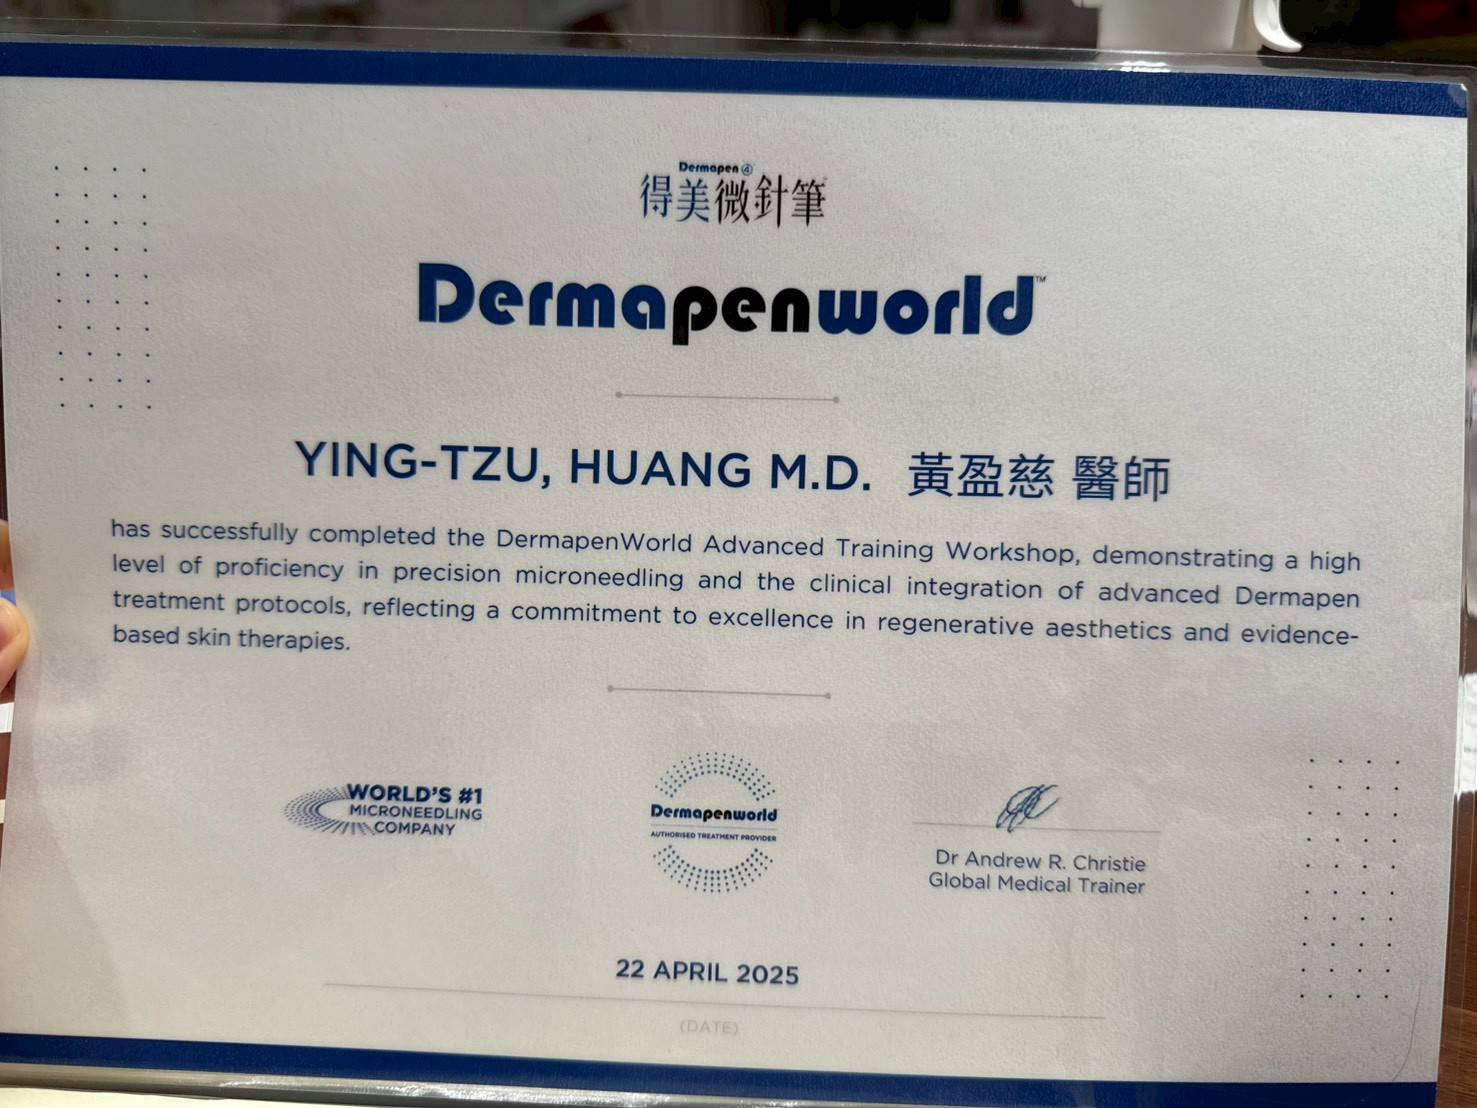 Dermapen 4
得美微針筆
Dermapenworld™
YING-TZU, HUANG M.D. 黃盈慈 醫師
has successfully completed the DermapenWorld Advanced Training Workshop, demonstrating a high
level of proficiency in precision microneedling and the clinical integration of advanced Dermapen
treatment protocols, reflecting a commitment to excellence in regenerative aesthetics and evidence-
based skin therapies.
WORLD'S #1
MICRONEEDLING
COMPANY
Dermapenworld
AUTHORISED TREATMENT PROVIDER
Dr Andrew R. Christie
Global Medical Trainer
22 APRIL 2025
(DATE)